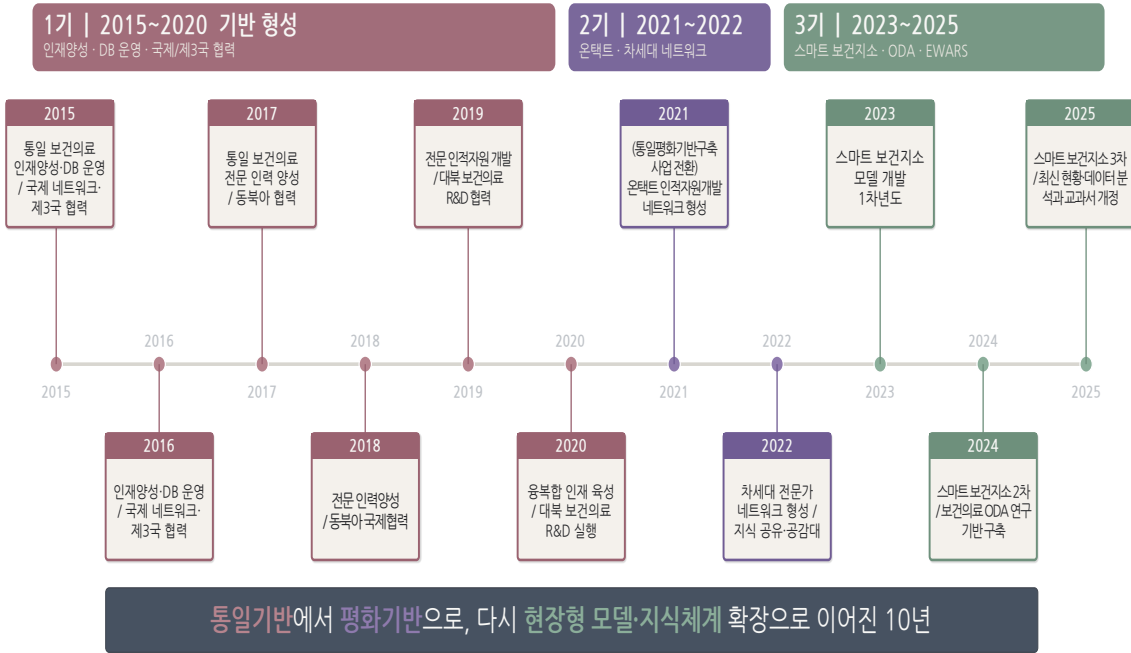 1기 | 2015~2020 기반 형성
인재양성 · DB 운영 · 국제/제3국 협력
2기 | 2021~2022
온택트 · 차세대 네트워크
3기 | 2023~2025
스마트 보건지소 · ODA · EWARS
2015
통일 보건의료
인재양성·DB 운영
/ 국제 네트워크·
제3국 협력
2017
통일 보건의료
전문 인력 양성
/ 동북아 협력
2019
전문 인적자원 개발
/ 대북 보건의료
R&D 협력
2021
(통일평화기반구축
사업 전환)
온택트 인적자원개발
네트워크 형성
2023
스마트 보건지소
모델 개발
1차년도
2025
스마트 보건지소 3차
/ 최신 현황·데이터 분
석과 교과서 개정
2016
2018
2020
2022
2024
2015
2017
2019
2021
2023
2025
2016
인재양성·DB 운영
/ 국제 네트워크·
제3국 협력
2018
전문 인력양성
/ 동북아 국제협력
2020
융복합 인재 육성
/ 대북 보건의료
R&D 실행
2022
차세대 전문가
네트워크 형성 /
지식 공유·공감대
2024
스마트 보건지소 2차
/ 보건의료 ODA 연구
기반 구축
통일기반에서 평화기반으로, 다시 현장형 모델·지식체계 확장으로 이어진 10년